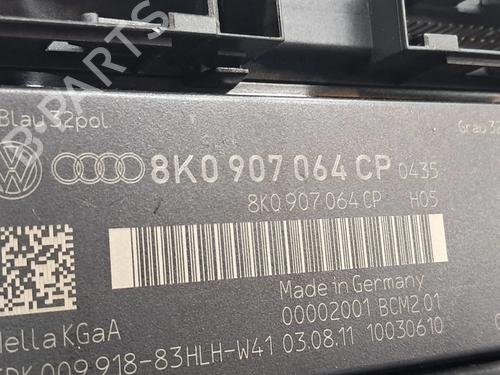 Blau 32pol
Grau 32
8K0 907 064 CP 0435
8K0 907 064 CP H05
Made in Germany
00002001 BCM2.01
Hella KGaA
009 918-83HLH-W41 03.08.11 10030610
B-PARTS